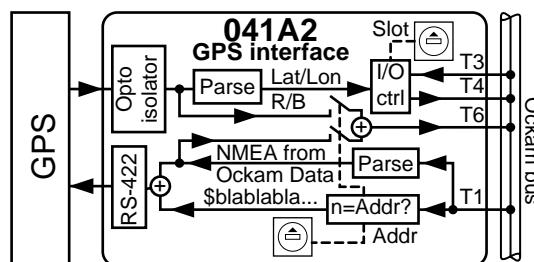 041A2
GPS interface
GPS
Opto
isolator
Parse
Lat/Lon
R/B
Slot
I/O
ctrl
T3
T4
T6
NMEA from
Ockam Data
$blablabla...
RS-422
Parse
n=Addr?
Addr
T1
Ockam bus